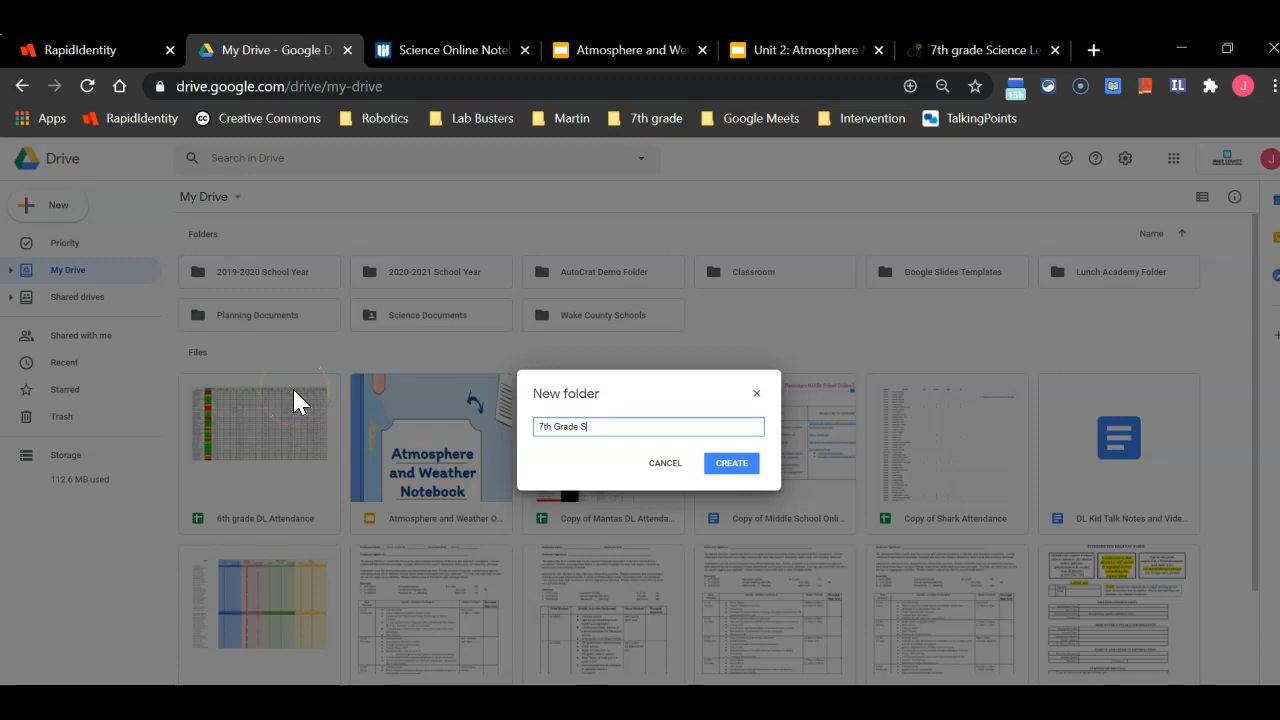 RapidIdentity
My Drive - Google D
Science Online Note
Atmosphere and We
Unit 2: Atmosphere
7th grade Science Le
drive.google.com/drive/my-drive
15h
IL
J
Apps
RapidIdentity
Creative Commons
Robotics
Lab Busters
Martin
7th grade
Google Meets
Intervention
TalkingPoints
Drive
Search in Drive
WAKE COUNTY
J
New
My Drive
Priority
My Drive
Shared drives
Shared with me
Recent
Starred
Trash
Storage
112.6 MB used
Folders
Name
2019-2020 School Year
2020-2021 School Year
AutoCrat Demo Folder
Classroom
Google Slides Templates
Lunch Academy Folder
Planning Documents
Science Documents
Wake County Schools
Files
New folder
7th Grade S
CANCEL
CREATE
Atmosphere
and Weather
Notebook
6th grade DL Attendance
Atmosphere and Weather O...
Copy of Mantas DL Attenda...
Copy of Middle School Onli...
Copy of Shark Attendance
DL Kid Talk Notes and Vide...